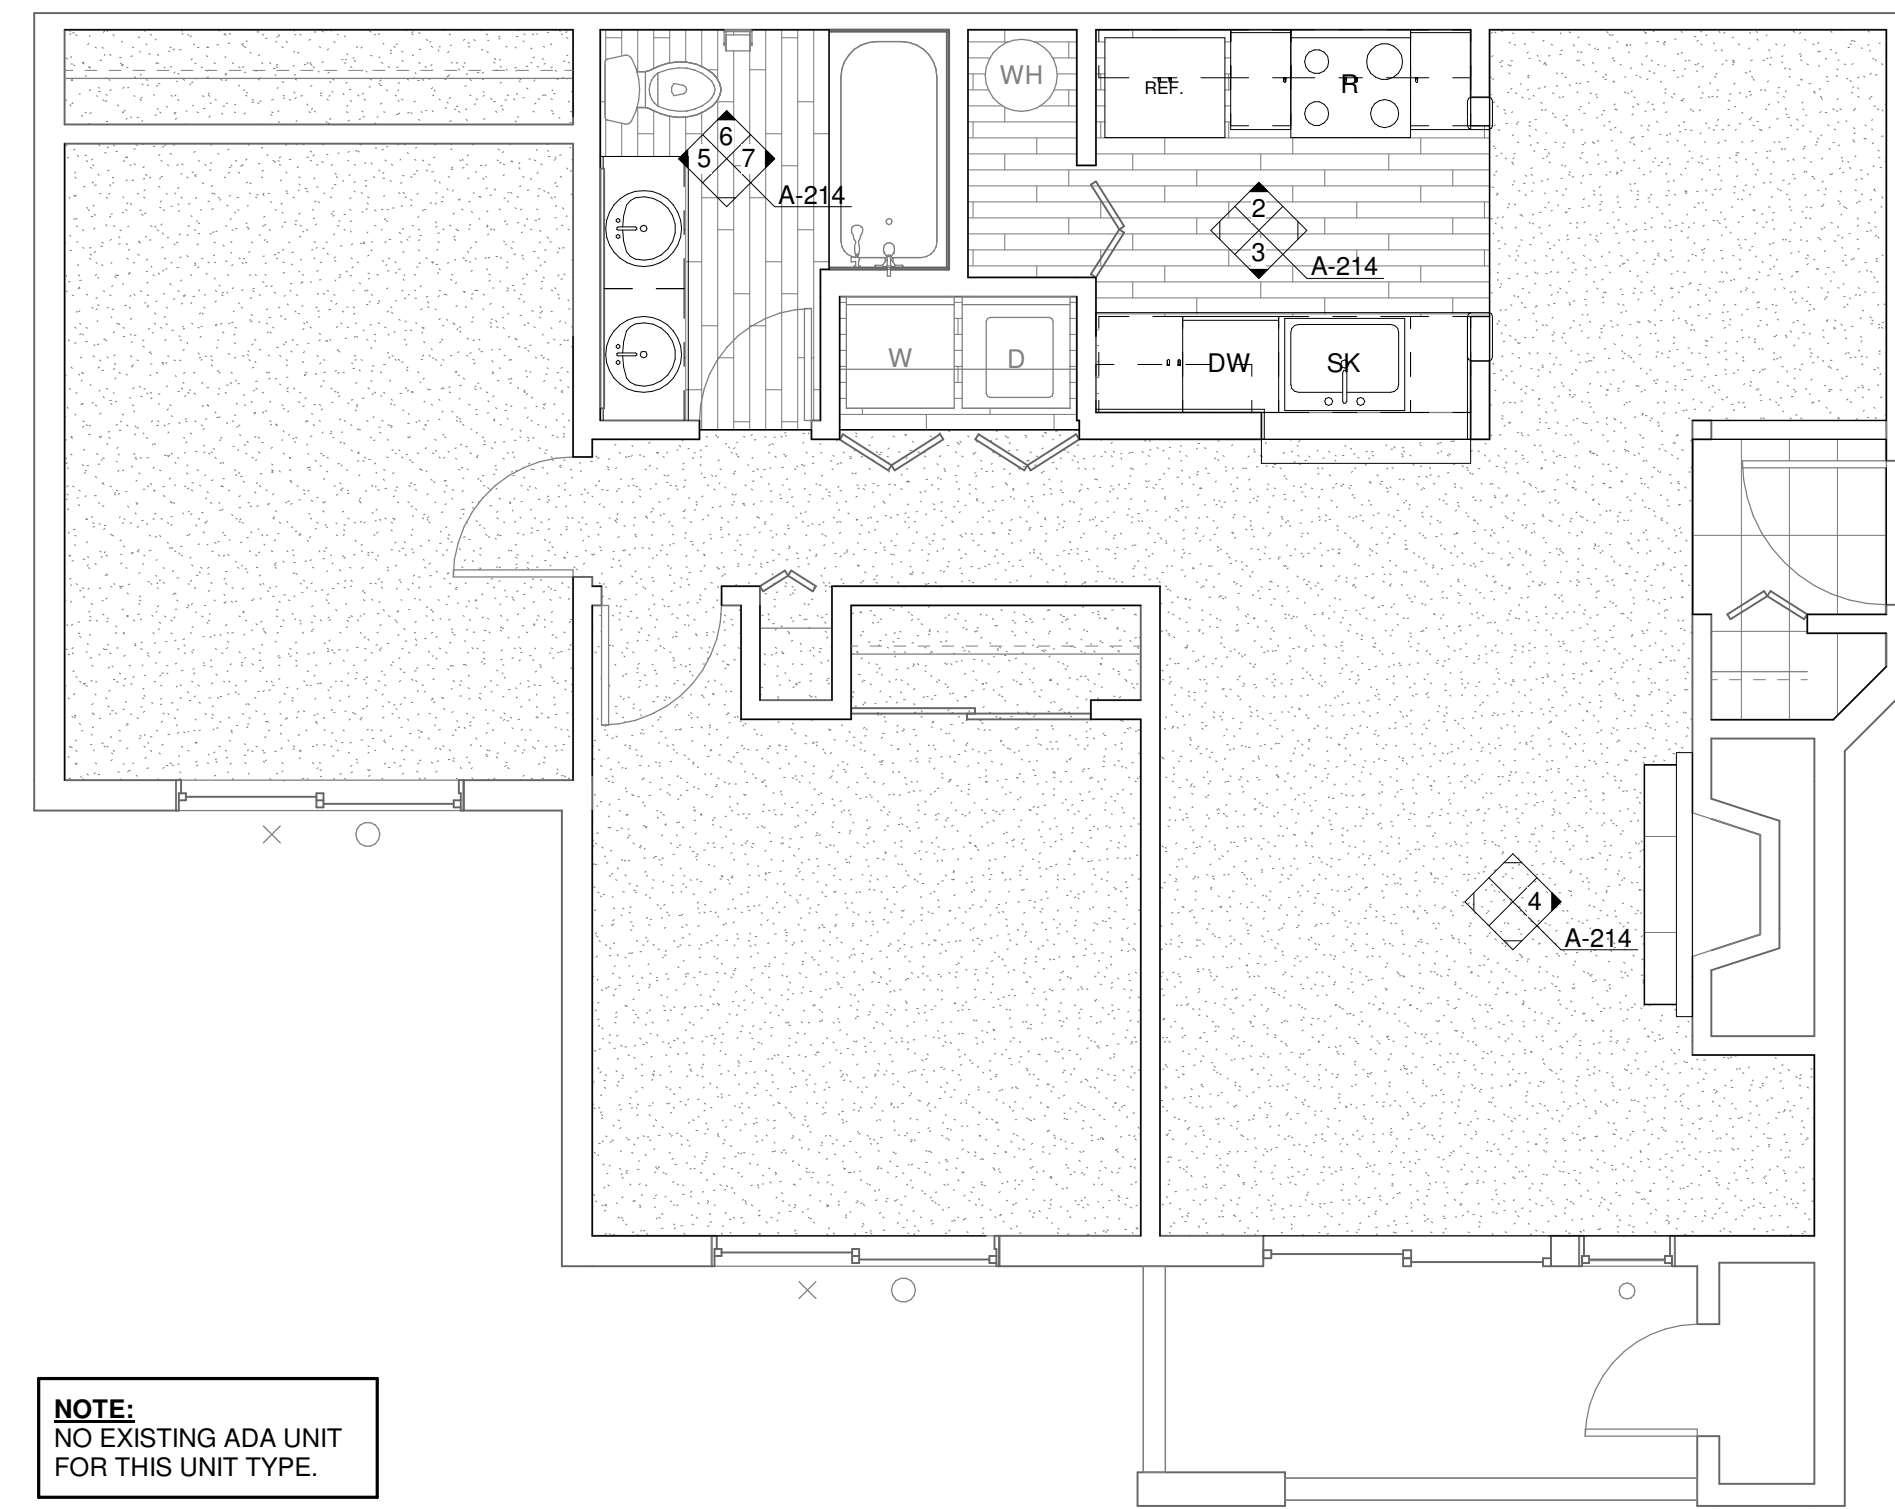 WH
REF.
R
6
5
7
A-214
2
3
A-214
W
D
DW
SK
4
A-214
NOTE:
NO EXISTING ADA UNIT
FOR THIS UNIT TYPE.